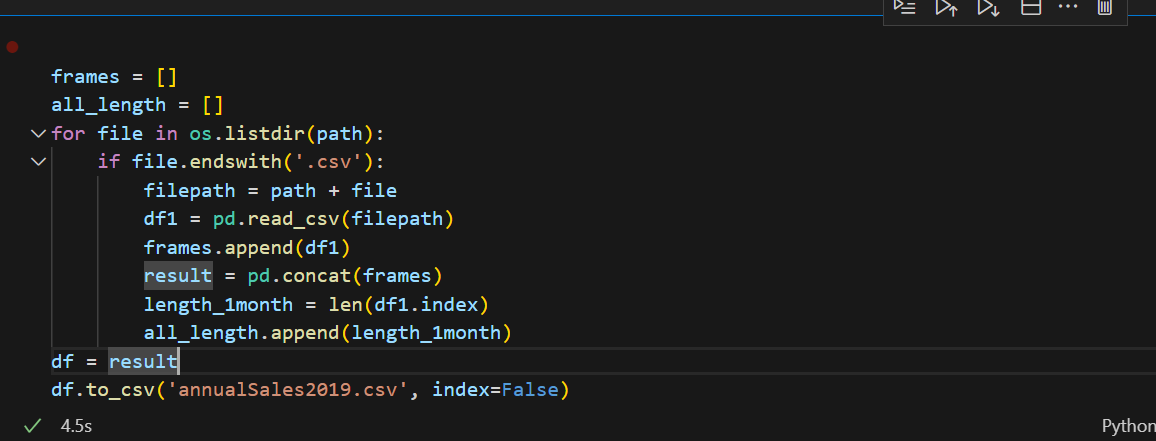 frames = []
all_length = []
for file in os.listdir(path):
    if file.endswith('.csv'):
        filepath = path + file
        df1 = pd.read_csv(filepath)
        frames.append(df1)
        result = pd.concat(frames)
        length_1month = len(df1.index)
        all_length.append(length_1month)
df = result
df.to_csv('annualSales2019.csv', index=False)
4.5s
Python